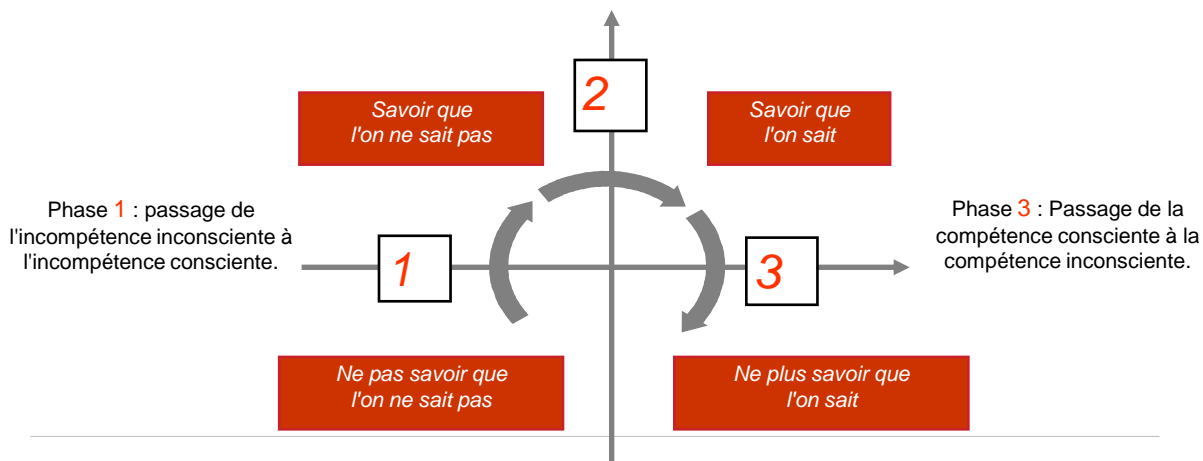 2
Savoir que
l'on ne sait pas
Savoir que
l'on sait
Phase 1 : passage de
l'incompétence inconsciente à
l'incompétence consciente.
1
3
Phase 3 : Passage de la
compétence consciente à la
compétence inconsciente.
Ne pas savoir que
l'on ne sait pas
Ne plus savoir que
l'on sait